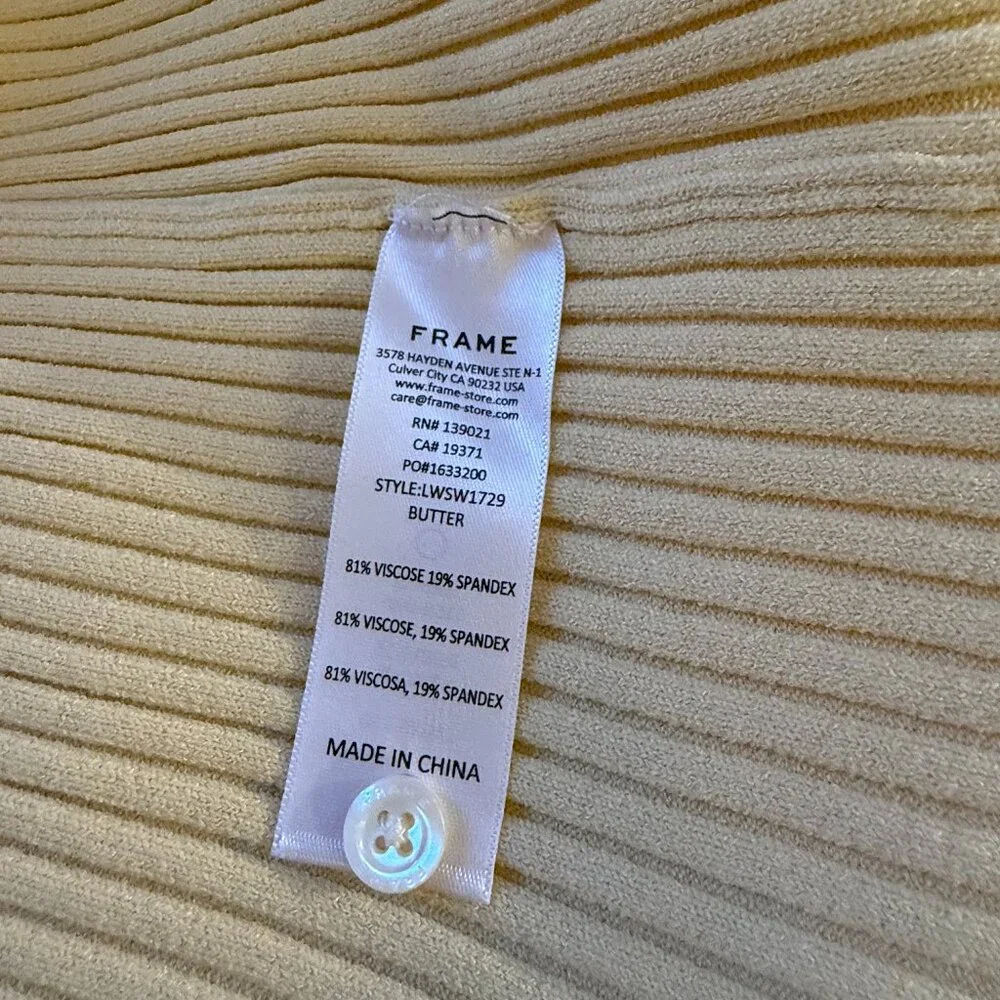 FRAME
3578 HAYDEN AVENUE STE N-1
Culver City CA 90232 USA
www.frame-store.com
care@frame-store.com
RN# 139021
CA# 19371
PO#1633200
STYLE:LWSW1729
BUTTER
81% VISCOSE 19% SPANDEX
81% VISCOSE, 19% SPANDEX
81% VISCOSA, 19% SPANDEX
MADE IN CHINA